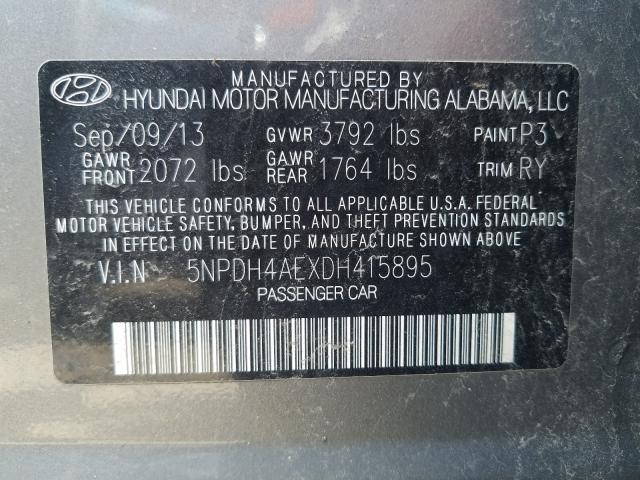 MANUFACTURED BY
HYUNDAI MOTOR MANUFACTURING ALABAMA, LLC
Sep/09/13 GVWR 3792 lbs PAINT P3
GAWR FRONT 2072 lbs GAWR REAR 1764 lbs TRIM RY
THIS VEHICLE CONFORMS TO ALL APPLICABLE U.S.A. FEDERAL
MOTOR VEHICLE SAFETY, BUMPER, AND THEFT PREVENTION STANDARDS
IN EFFECT ON THE DATE OF MANUFACTURE SHOWN ABOVE.
V.I.N 5NPDH4AEXDH415895
PASSENGER CAR